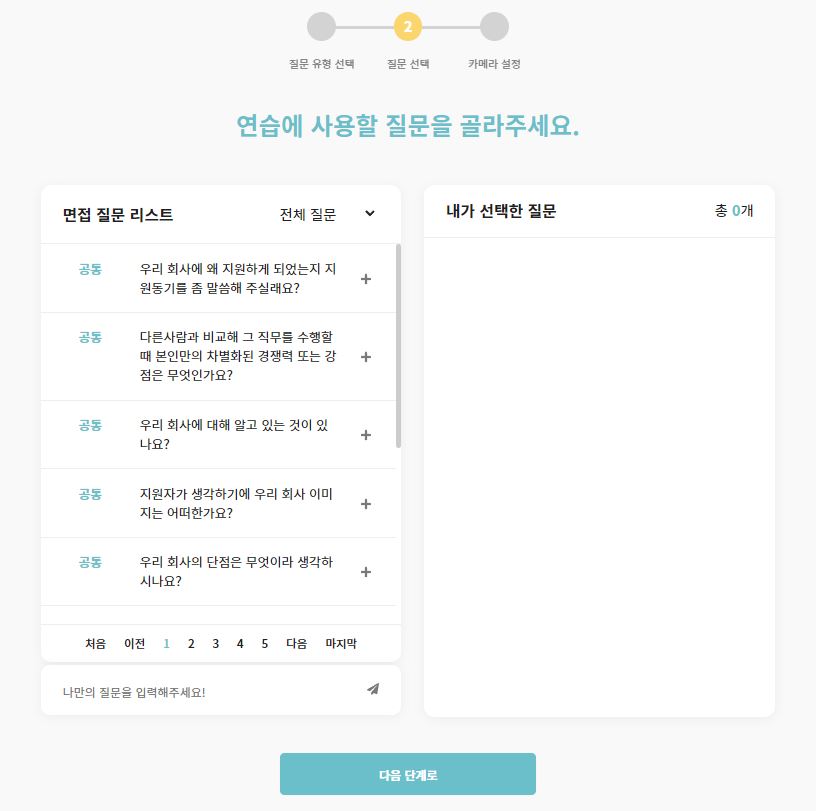 2
질문 유형 선택
질문 선택
카메라 설정
연습에 사용할 질문을 골라주세요.
면접 질문 리스트
전체 질문
공통
우리 회사에 왜 지원하게 되었는지 지
원동기를 좀 말씀해 주실래요?
공통
다른사람과 비교해 그 직무를 수행할
때 본인만의 차별화된 경쟁력 또는 강
점은 무엇인가요?
공통
우리 회사에 대해 알고 있는 것이 있
나요?
공통
지원자가 생각하기에 우리 회사 이미
지는 어떠한가요?
공통
우리 회사의 단점은 무엇이라 생각하
시나요?
처음 이전 1 2 3 4 5 다음 마지막
나만의 질문을 입력해주세요!
내가 선택한 질문
총 0개
다음 단계로